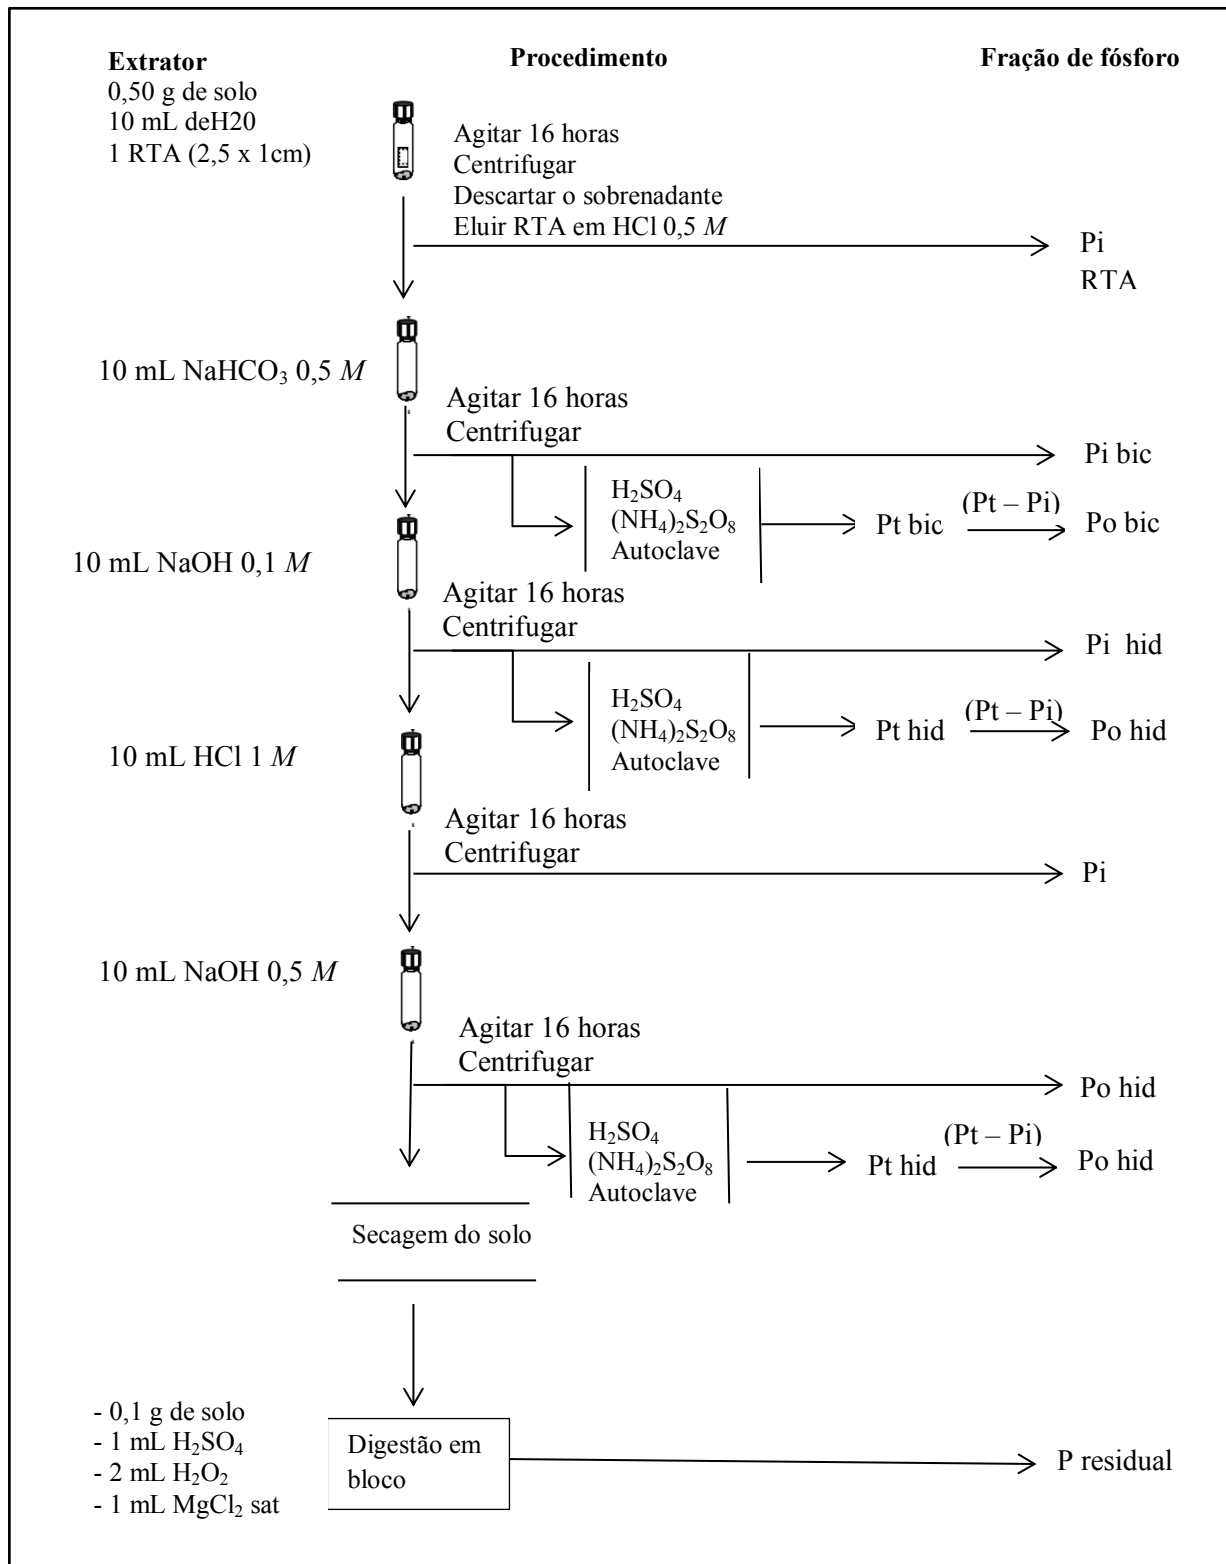 Extrator
Procedimento
Fração de fósforo
0,50 g de solo
10 mL deH20
1 RTA (2,5 x 1cm)
Agitar 16 horas
Centrifugar
Descartar o sobrenadante
Eluir RTA em HCl 0,5 M
Pi
RTA
10 mL NaHCO₃ 0,5 M
Agitar 16 horas
Centrifugar
Pi bic
H₂SO₄
(NH₄)₂S₂O₈
Autoclave
Pt bic
(Pt – Pi)
Po bic
10 mL NaOH 0,1 M
Agitar 16 horas
Centrifugar
Pi hid
H₂SO₄
(NH₄)₂S₂O₈
Autoclave
Pt hid
(Pt – Pi)
Po hid
10 mL HCl 1 M
Agitar 16 horas
Centrifugar
Pi
10 mL NaOH 0,5 M
Agitar 16 horas
Centrifugar
Po hid
H₂SO₄
(NH₄)₂S₂O₈
Autoclave
Pt hid
(Pt – Pi)
Po hid
Secagem do solo
- 0,1 g de solo
- 1 mL H₂SO₄
- 2 mL H₂O₂
- 1 mL MgCl₂ sat
Digestão em
bloco
P residual